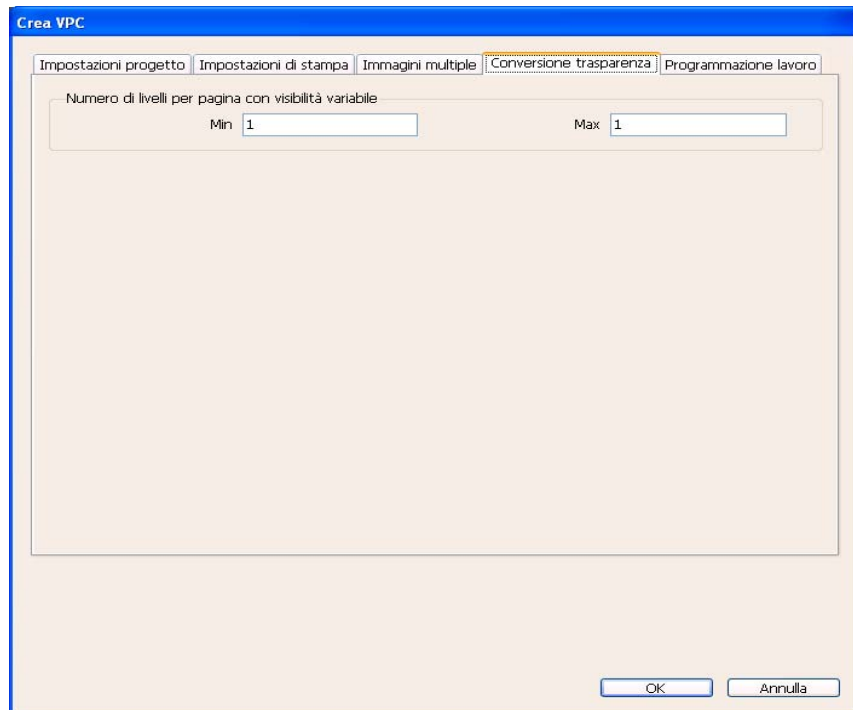 Crea VPC
Impostazioni progetto Impostazioni di stampa Immagini multiple Conversione trasparenza Programmazione lavoro
Numero di livelli per pagina con visibilità variabile
Min 1 Max 1
OK Annulla